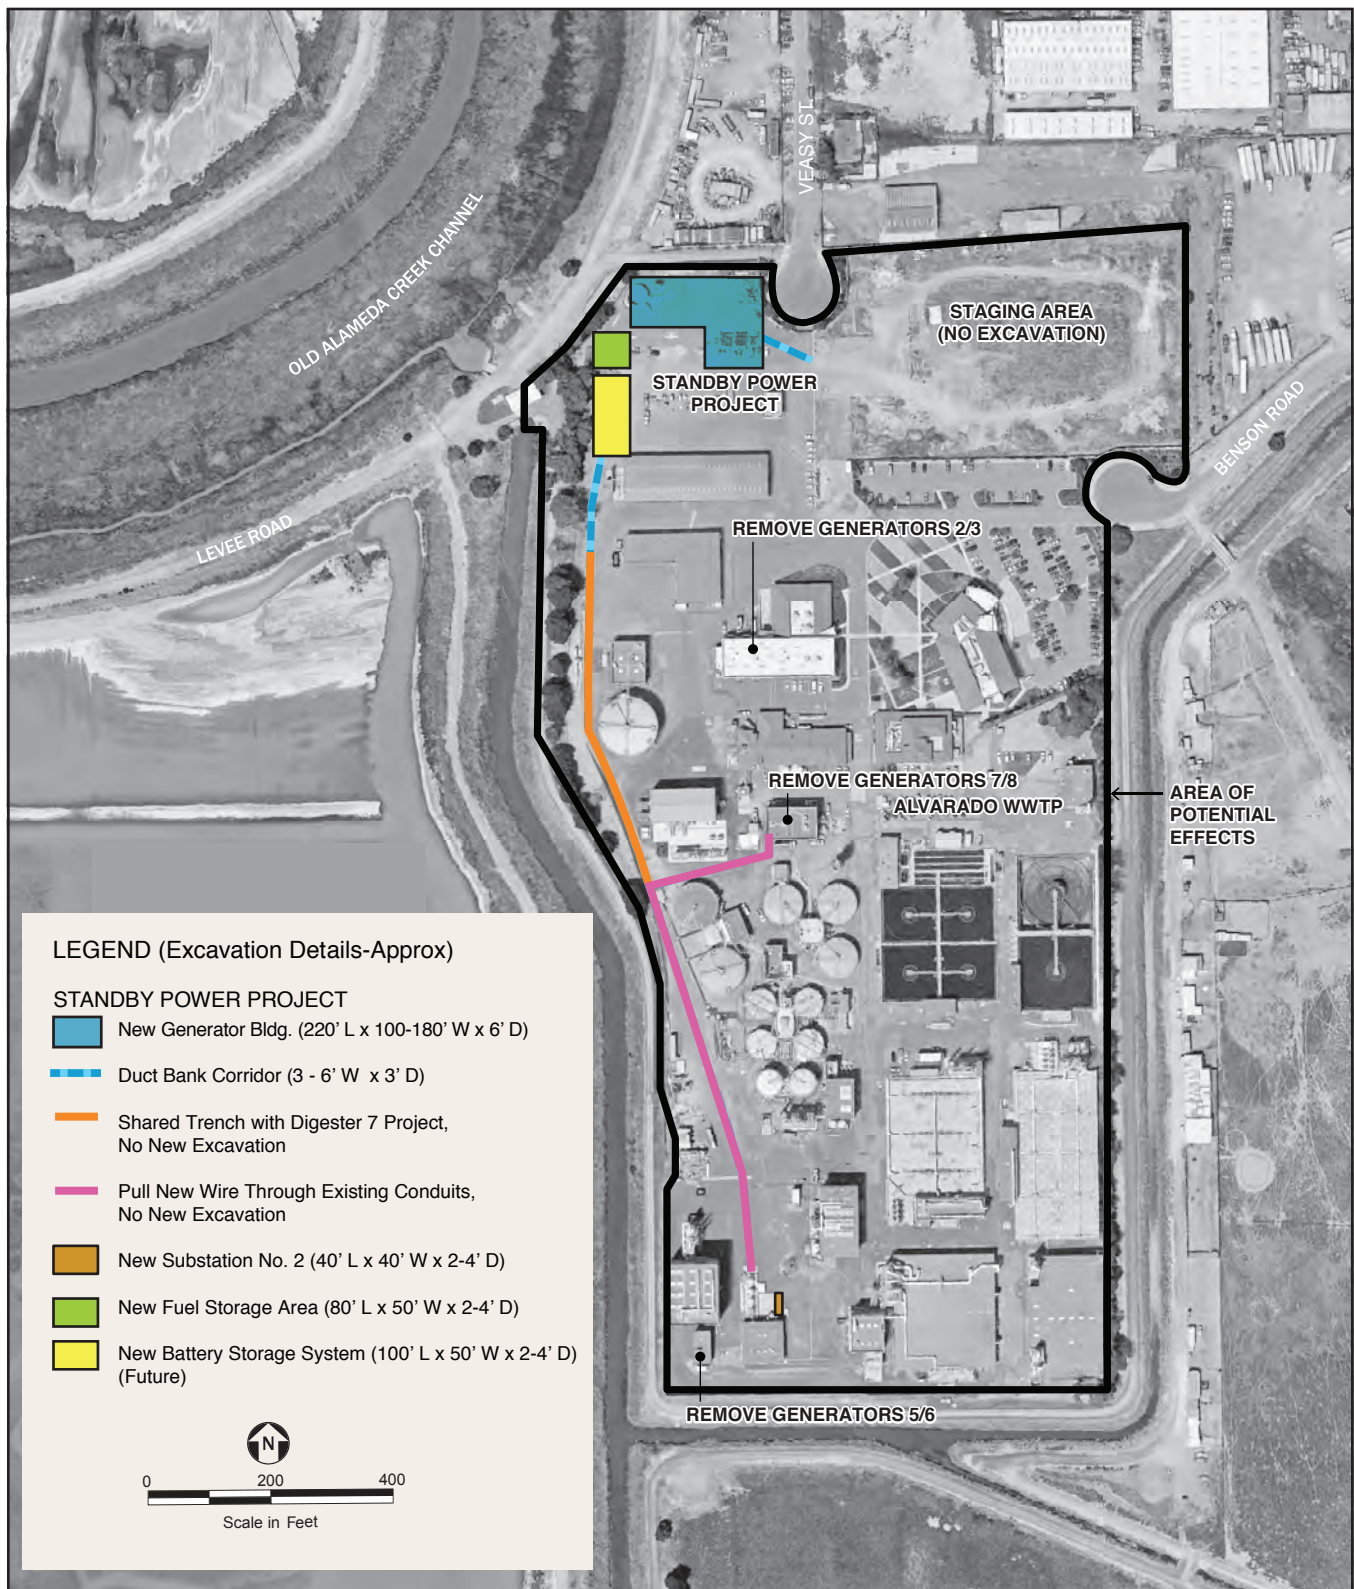 VEASY ST.
OLD ALAMEDA CREEK CHANNEL
STAGING AREA
(NO EXCAVATION)
STANDBY POWER
PROJECT
BENSON ROAD
LEVEE ROAD
REMOVE GENERATORS 2/3
REMOVE GENERATORS 7/8
ALVARADO WWTP
AREA OF
POTENTIAL
EFFECTS
REMOVE GENERATORS 5/6
LEGEND (Excavation Details-Approx)
STANDBY POWER PROJECT
New Generator Bldg. (220' L x 100-180' W x 6' D)
Duct Bank Corridor (3 - 6' W x 3' D)
Shared Trench with Digester 7 Project,
No New Excavation
Pull New Wire Through Existing Conduits,
No New Excavation
New Substation No. 2 (40' L x 40' W x 2-4' D)
New Fuel Storage Area (80' L x 50' W x 2-4' D)
New Battery Storage System (100' L x 50' W x 2-4' D)
(Future)
N
0 200 400
Scale in Feet